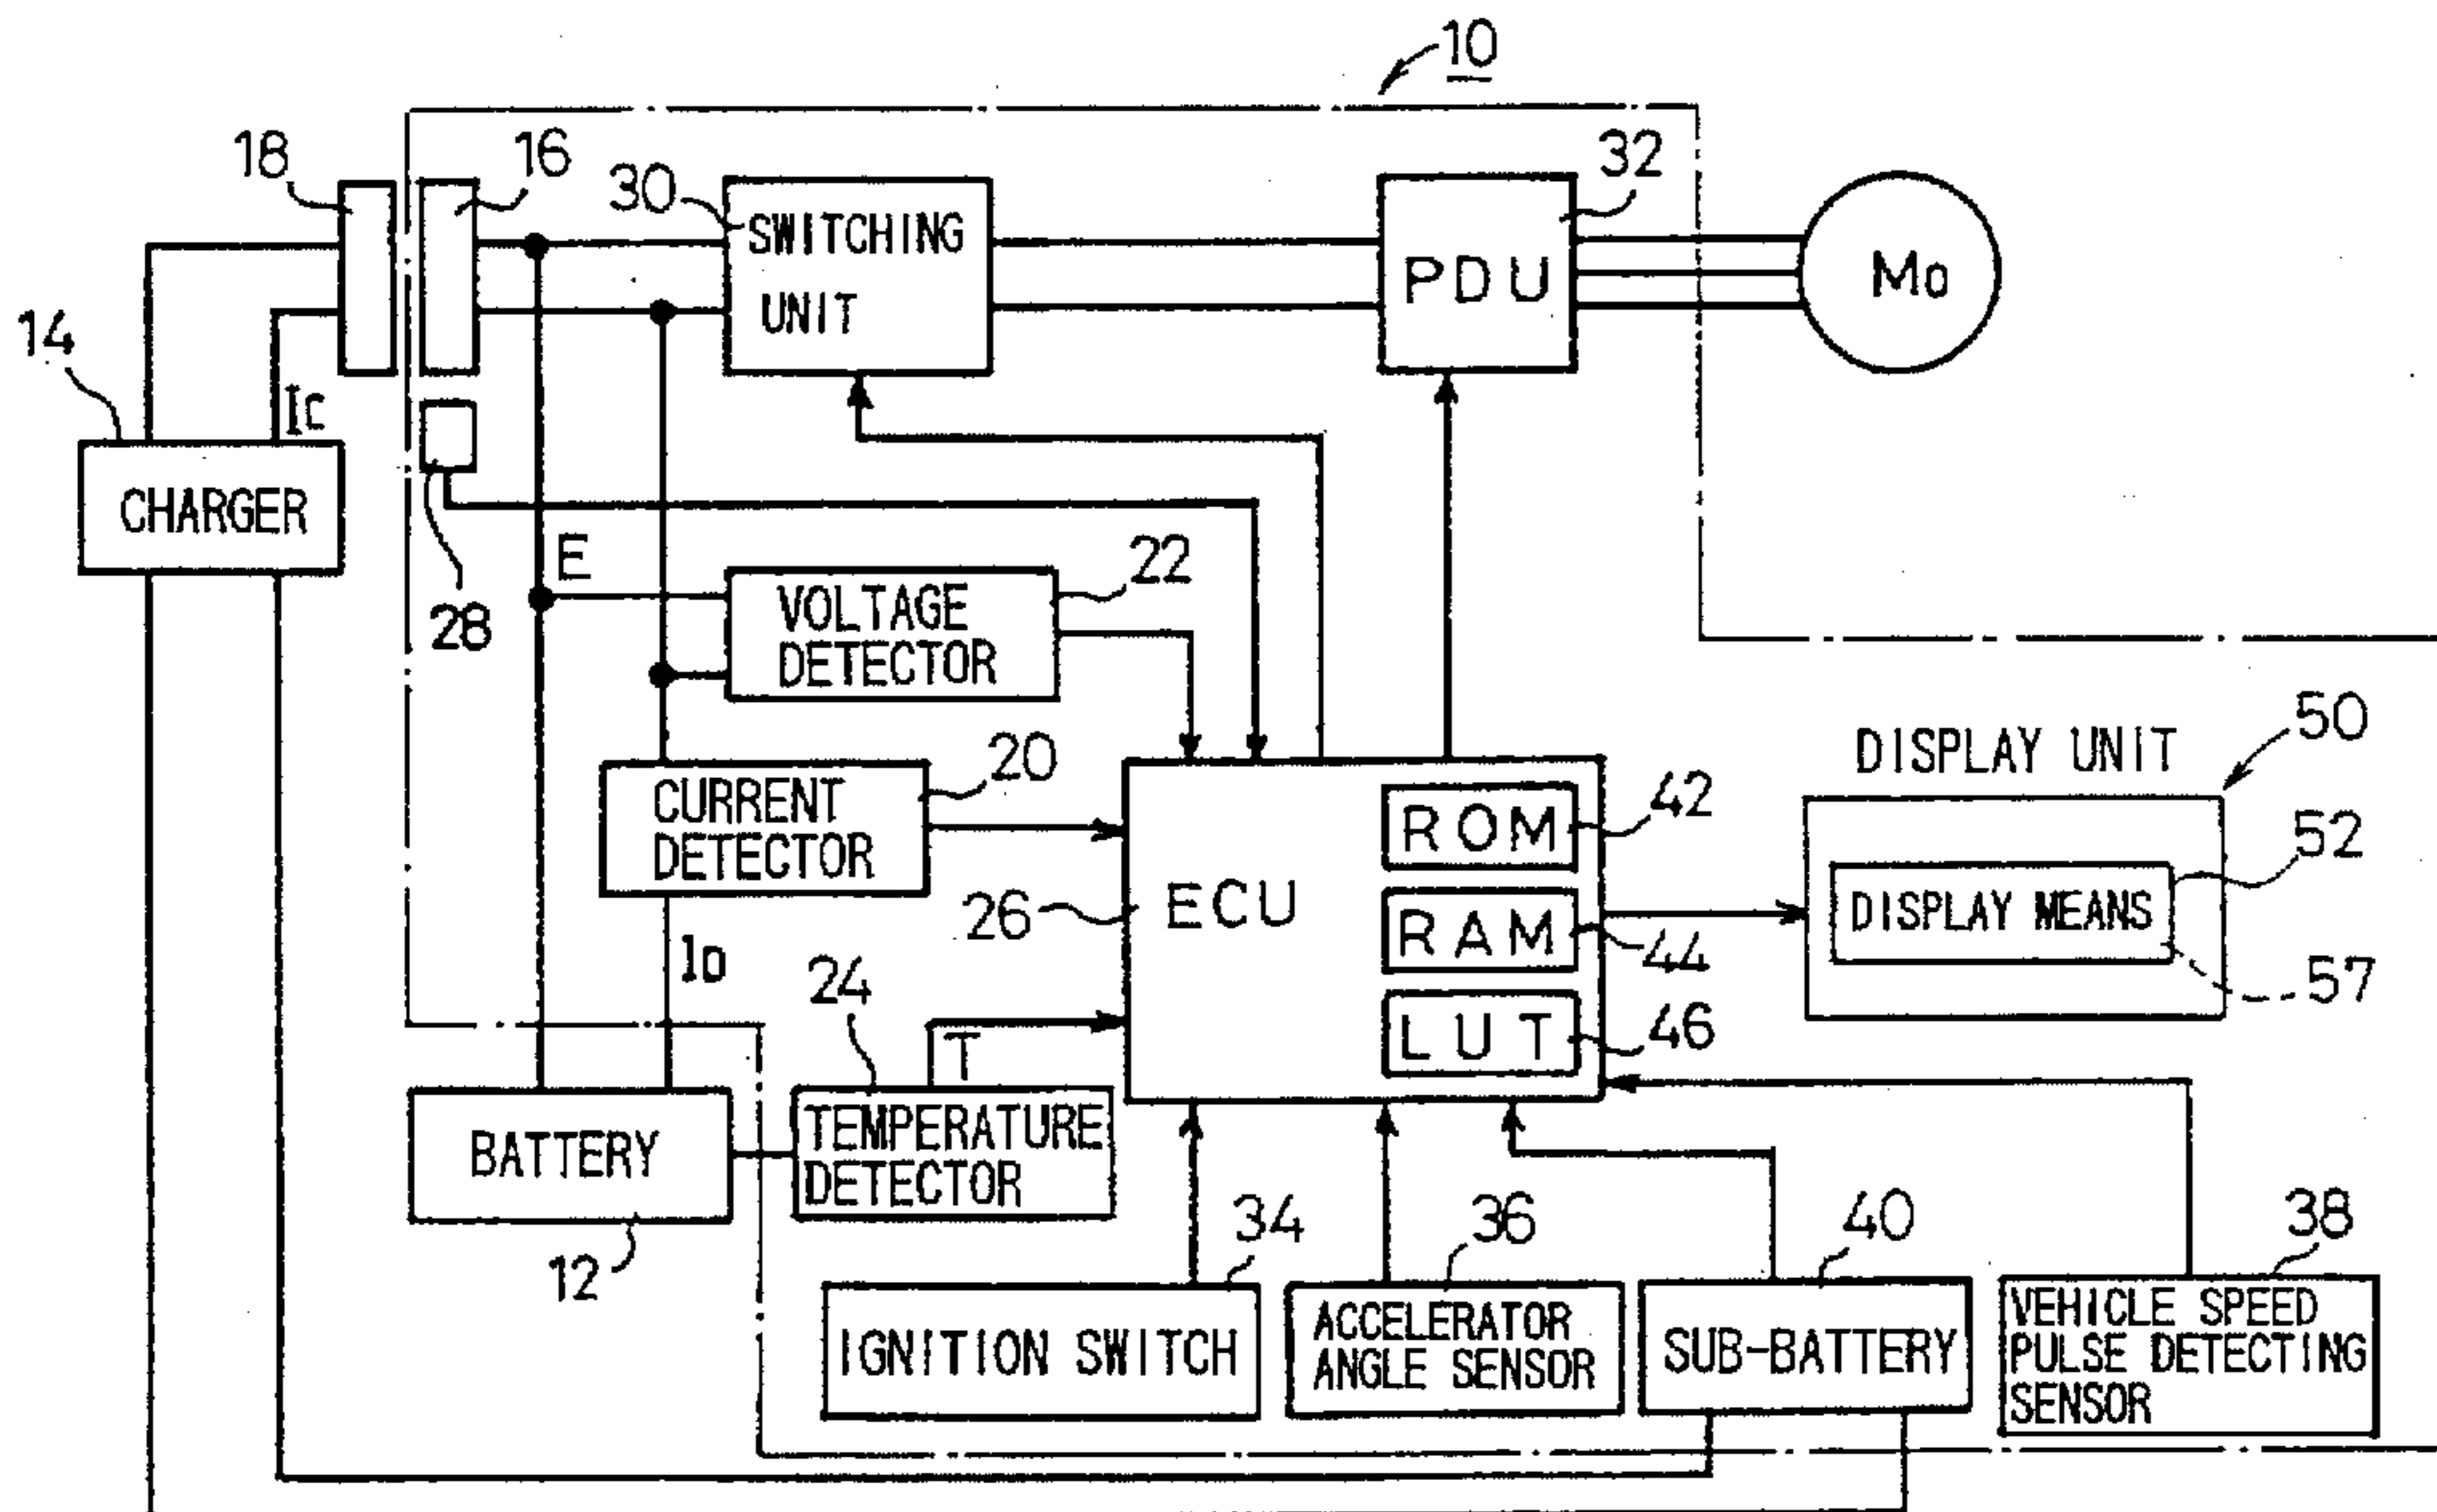 10
18
16
30
32
SWITCHING
UNIT
PDU
Mo
14
Ic
CHARGER
E
28
22
VOLTAGE
DETECTOR
20
CURRENT
DETECTOR
26
ECU
ROM
42
RAM
44
LUT
46
DISPLAY UNIT
50
52
DISPLAY MEANS
57
ID
24
T
TEMPERATURE
DETECTOR
BATTERY
12
34
IGNITION SWITCH
36
ACCELERATOR
ANGLE SENSOR
40
SUB-BATTERY
38
VEHICLE SPEED
PULSE DETECTING
SENSOR